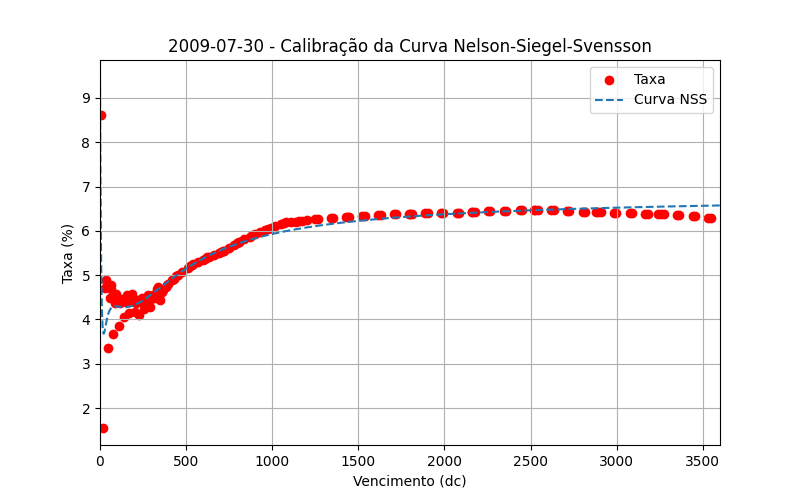 2009-07-30 - Calibração da Curva Nelson-Siegel-Svensson
Taxa
Curva NSS
Taxa (%)
9
8
7
6
5
4
3
2
0 500 1000 1500 2000 2500 3000 3500
Vencimento (dc)